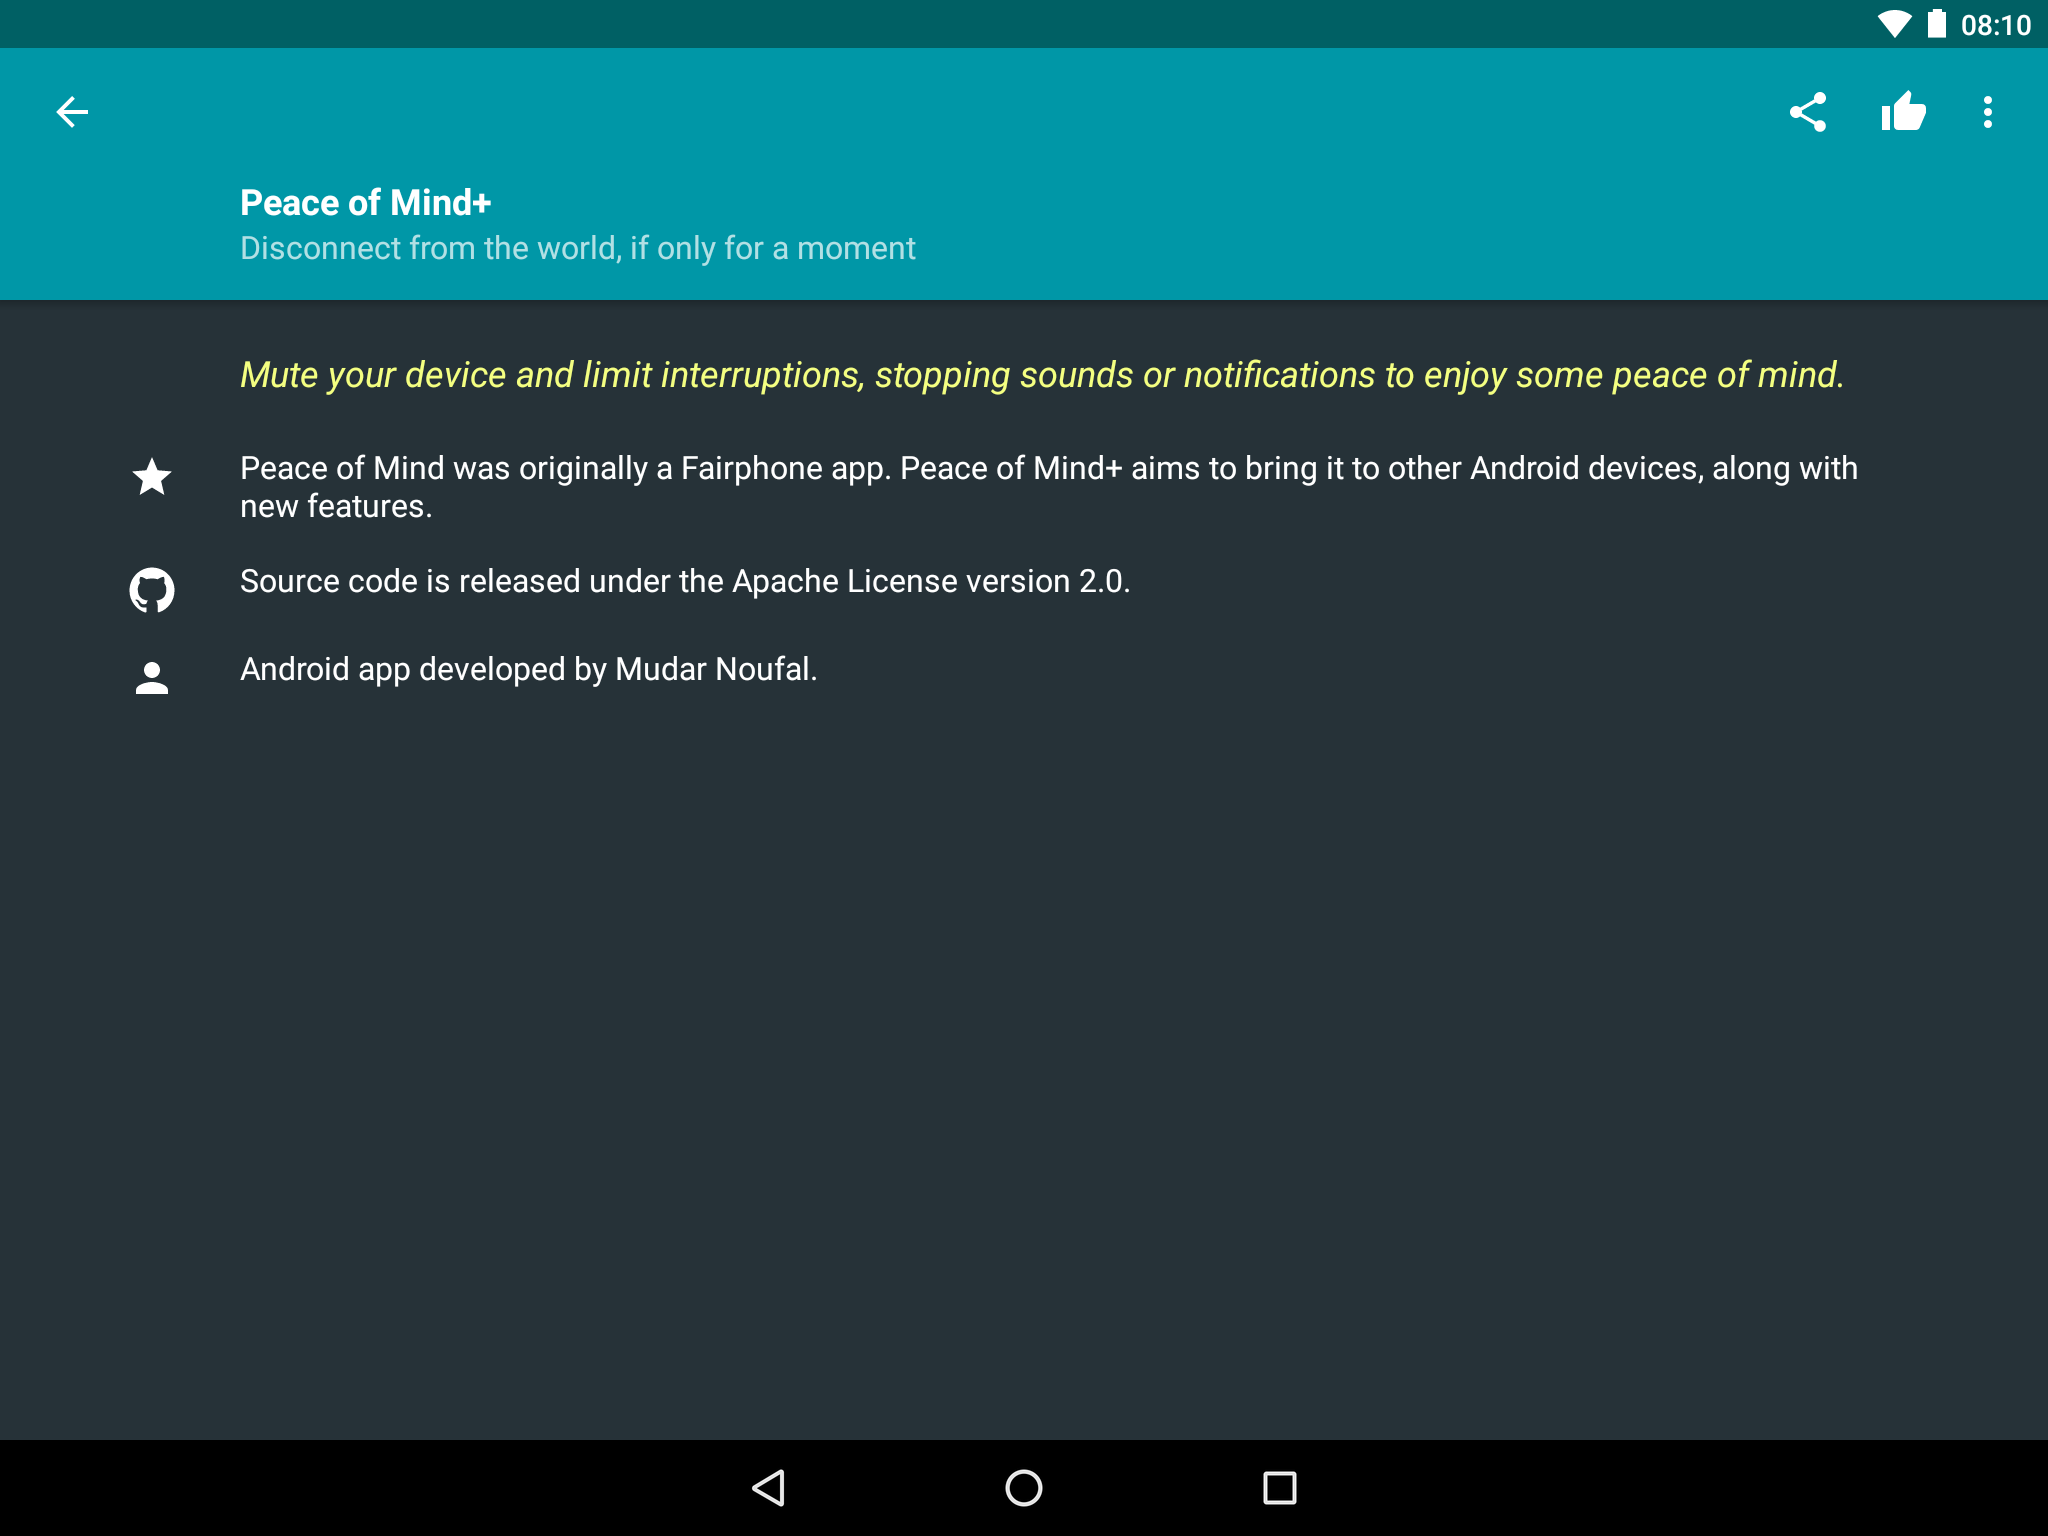 08:10
Peace of Mind+
Disconnect from the world, if only for a moment
Mute your device and limit interruptions, stopping sounds or notifications to enjoy some peace of mind.
Peace of Mind was originally a Fairphone app. Peace of Mind+ aims to bring it to other Android devices, along with
new features.
Source code is released under the Apache License version 2.0.
Android app developed by Mudar Noufal.